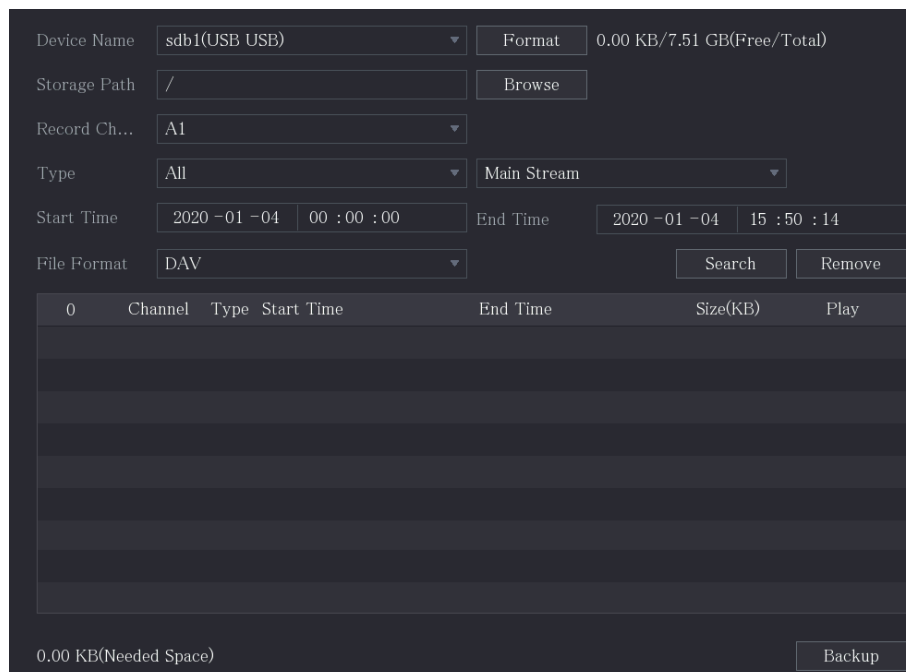 Device Name sdb1(USB USB) Format 0.00 KB/7.51 GB(Free/Total)
Storage Path / Browse
Record Ch... A1
Type All Main Stream
Start Time 2020 -01 -04 00 :00 :00 End Time 2020 -01 -04 15 :50 :14
File Format DAV Search Remove
0 Channel Type Start Time End Time Size(KB) Play
0.00 KB(Needed Space) Backup